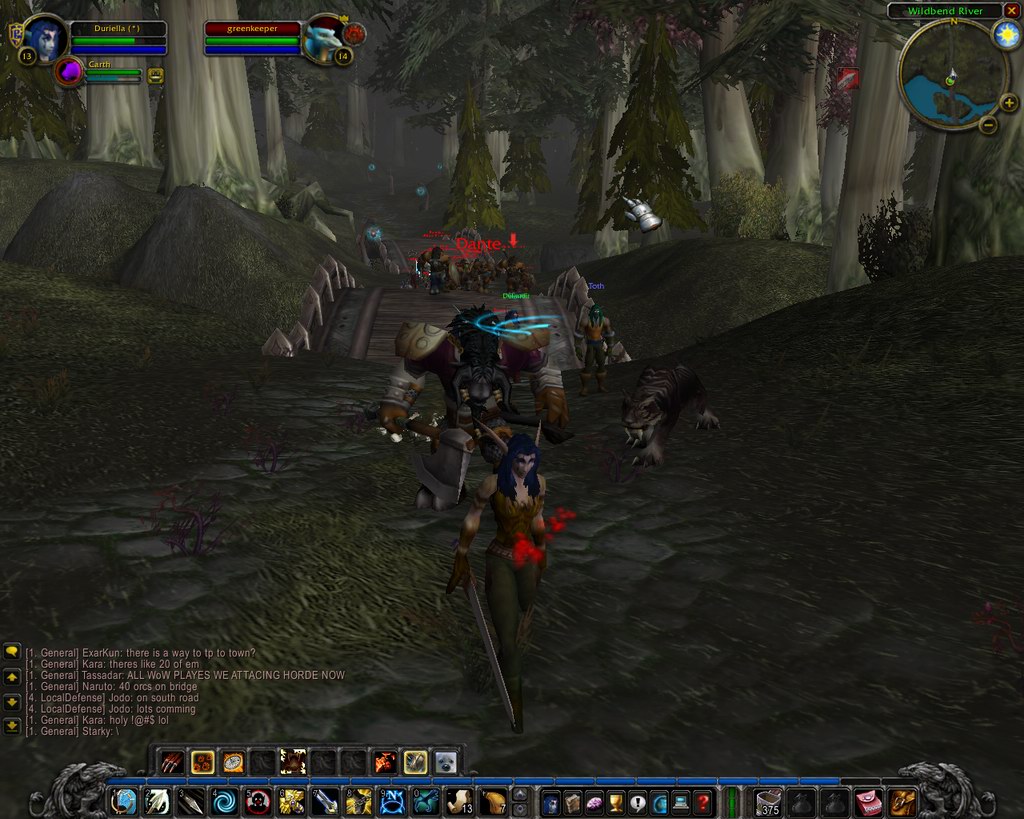 Duriella (*)
13
Carth
greenkeeper
14
Wildbend River
N
Dante,
Toth
[1. General] ExarKun: there is a way to tp to town?
[1. General] Kara: theres like 20 of em
[1. General] Tassadar: ALL WoW PLAYES WE ATTACING HORDE NOW
[1. General] Naruto: 40 orcs on bridge
[4. LocalDefense] Jodo: on south road
[4. LocalDefense] Jodo: lots comming
[1. General] Kara: holy !@#$ lol
[1. General] Starky: \
13
7
375